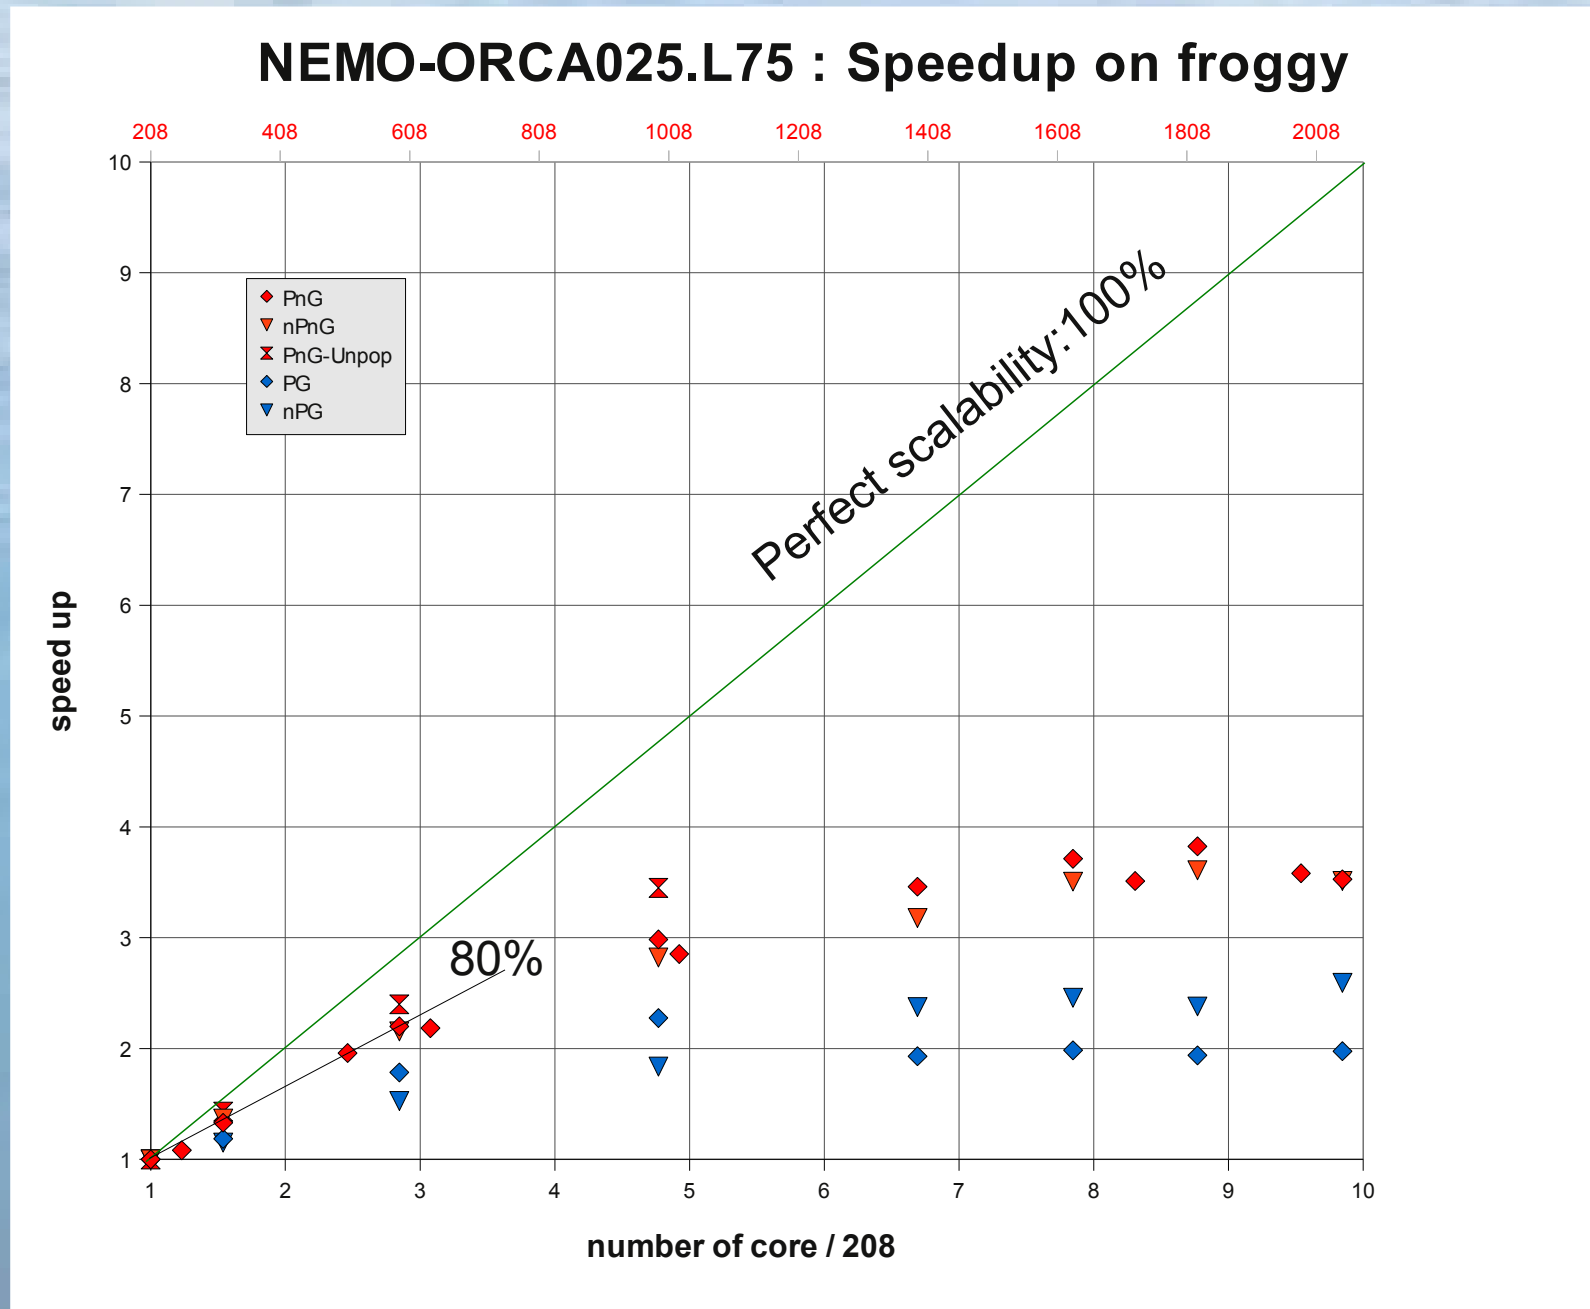 NEMO-ORCA025.L75 : Speedup on froggy
208 408 608 808 1008 1208 1408 1608 1808 2008
10
9
8
7
6
5
4
3
2
1
PnG
nPnG
PnG-Unpop
PG
nPG
Perfect scalability:100%
80%
speed up
1 2 3 4 5 6 7 8 9 10
number of core / 208